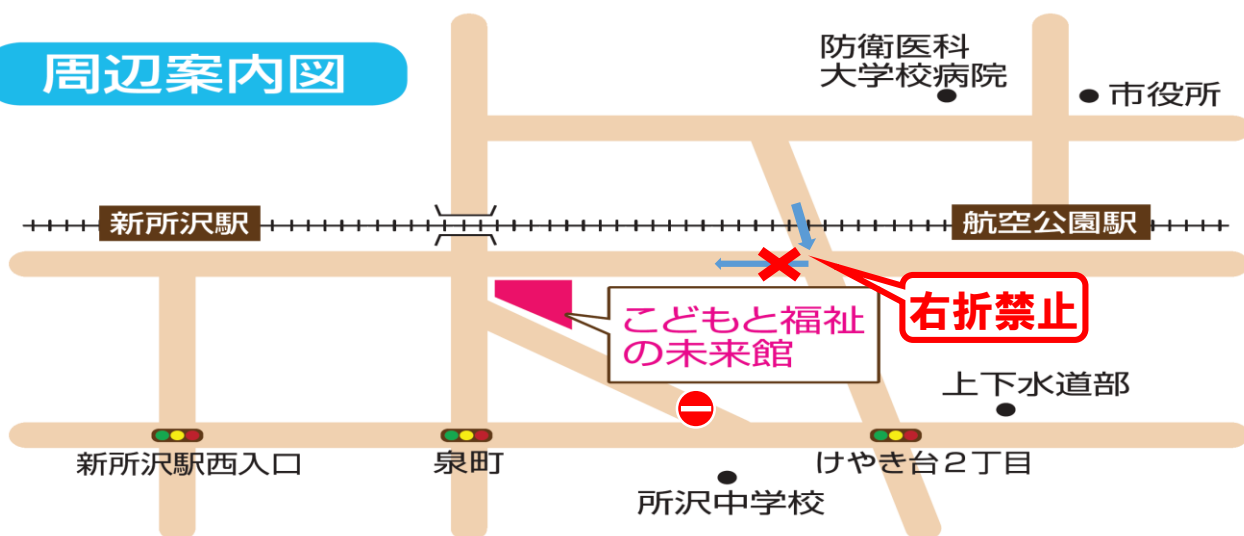 周辺案内図
防衛医科
大学校病院
市役所
新所沢駅
航空公園駅
右折禁止
こどもと福祉
の未来館
上下水道部
新所沢駅西入口
泉町
けやき台2丁目
所沢中学校